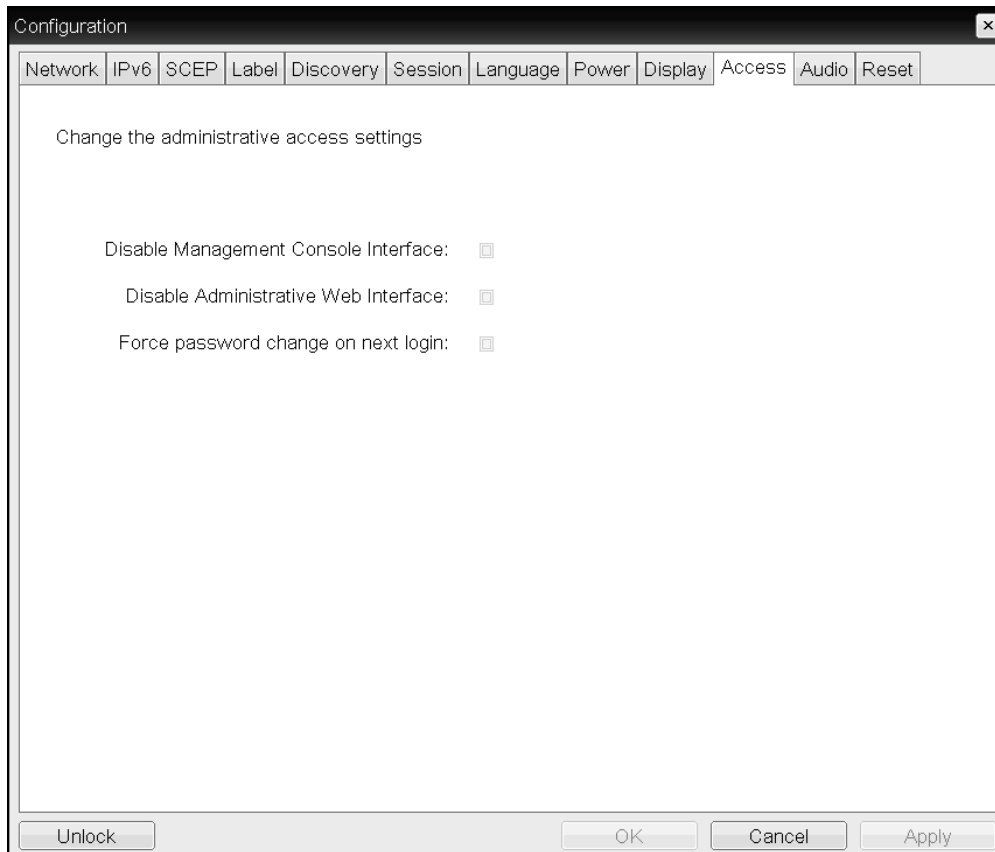 Configuration
Network IPv6 SCEP Label Discovery Session Language Power Display Access Audio Reset
Change the administrative access settings
Disable Management Console Interface:
Disable Administrative Web Interface:
Force password change on next login:
Unlock OK Cancel Apply